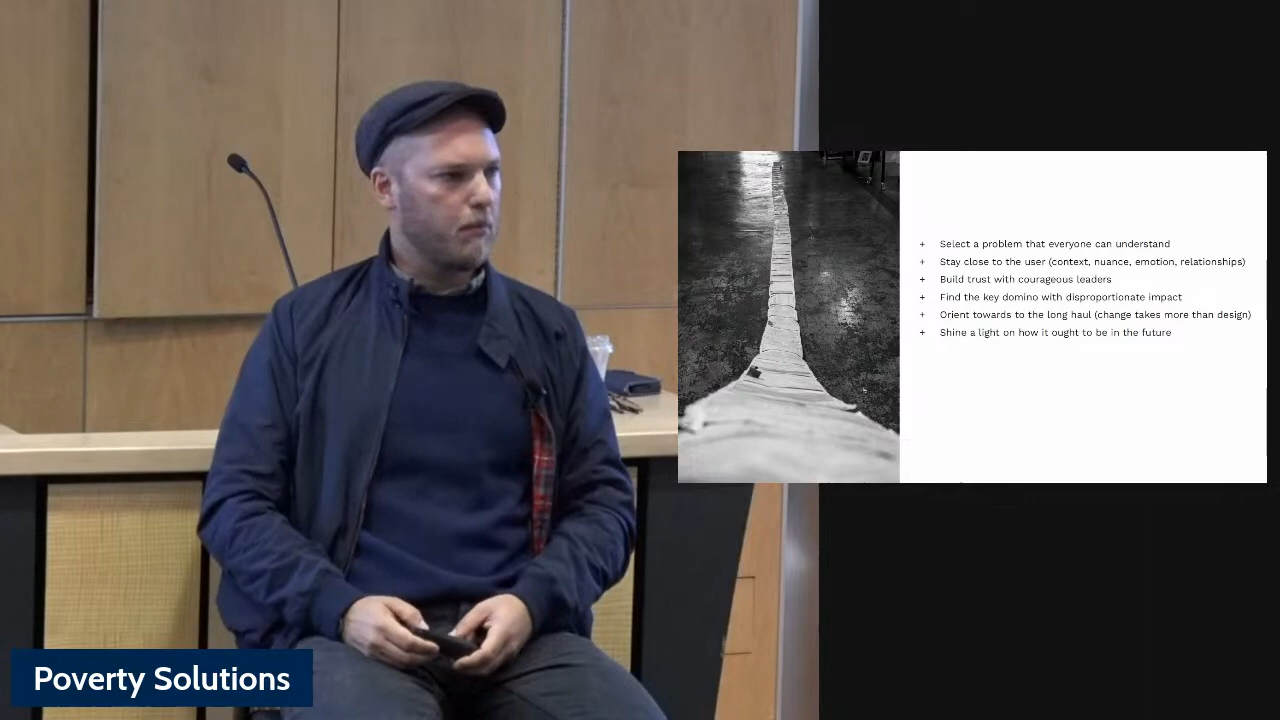 + Select a problem that everyone can understand
+ Stay close to the user (context, nuance, emotion, relationships)
+ Build trust with courageous leaders
+ Find the key domino with disproportionate impact
+ Orient towards to the long haul (change takes more than design)
+ Shine a light on how it ought to be in the future
Poverty Solutions